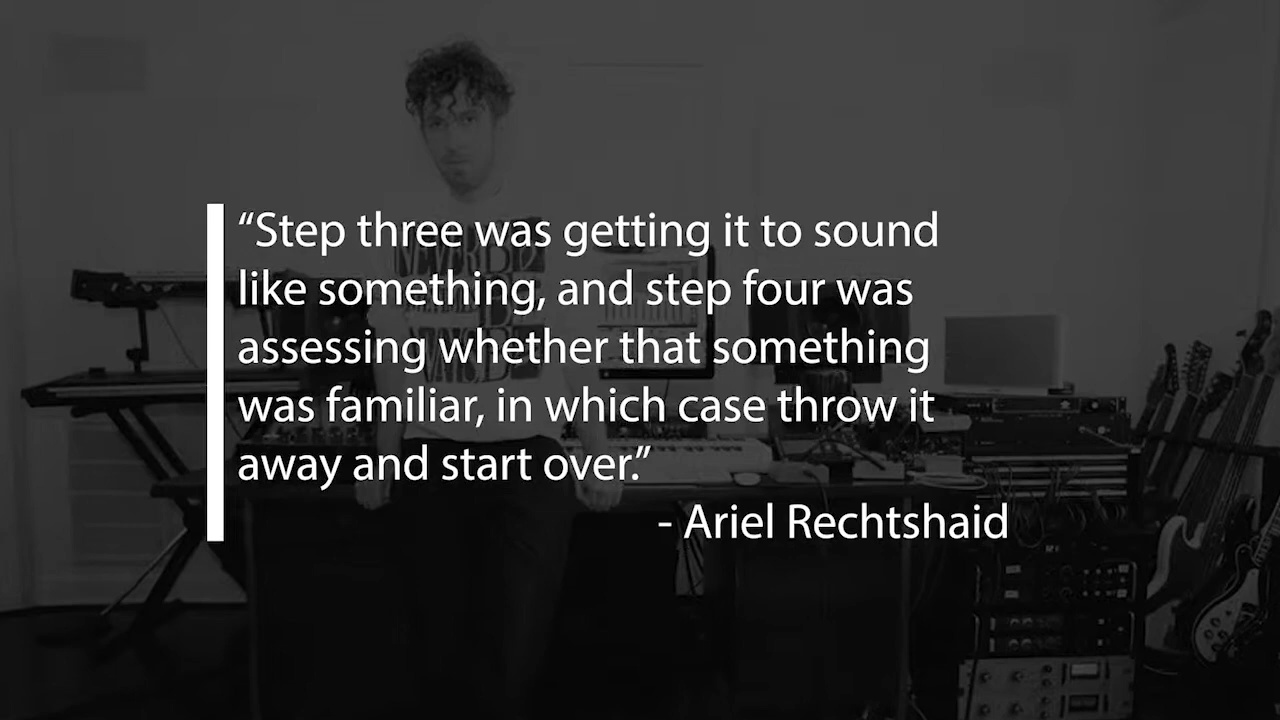 “Step three was getting it to sound
like something, and step four was
assessing whether that something
was familiar, in which case throw it
away and start over.”
- Ariel Rechtshaid